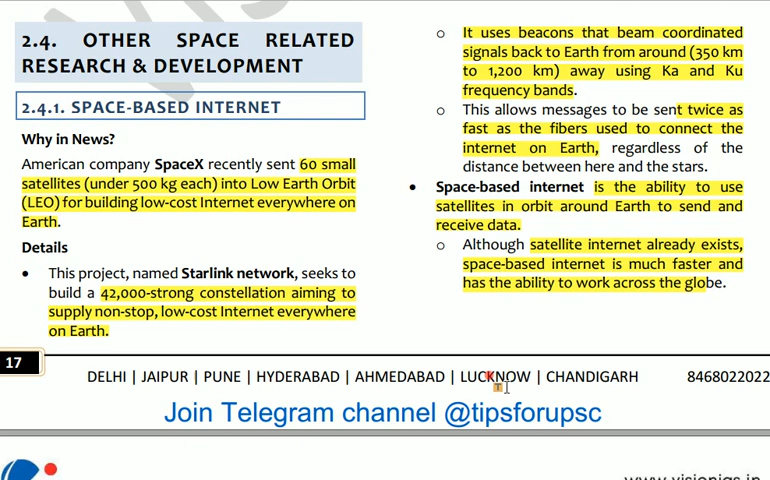 2.4. OTHER SPACE RELATED
RESEARCH & DEVELOPMENT
2.4.1. SPACE-BASED INTERNET
Why in News?
American company SpaceX recently sent 60 small
satellites (under 500 kg each) into Low Earth Orbit
(LEO) for building low-cost Internet everywhere on
Earth.
Details
• This project, named Starlink network, seeks to
build a 42,000-strong constellation aiming to
supply non-stop, low-cost Internet everywhere
on Earth.
o It uses beacons that beam coordinated
signals back to Earth from around (350 km
to 1,200 km) away using Ka and Ku
frequency bands.
o This allows messages to be sent twice as
fast as the fibers used to connect the
internet on Earth, regardless of the
distance between here and the stars.
• Space-based internet is the ability to use
satellites in orbit around Earth to send and
receive data.
o Although satellite internet already exists,
space-based internet is much faster and
has the ability to work across the globe.
17
DELHI | JAIPUR | PUNE | HYDERABAD | AHMEDABAD | LUCKNOW | CHANDIGARH 8468022022
Join Telegram channel @tipsforupsc
www.visionias.in